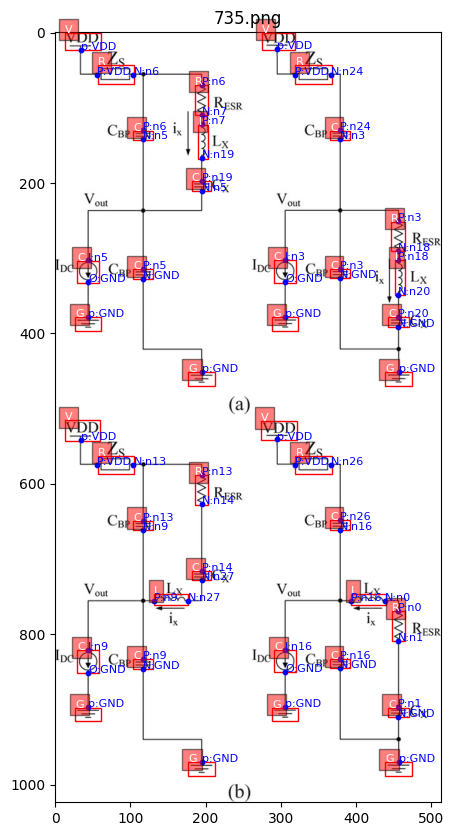 735.png
0
200
400
600
800
1000
0
100
200
300
400
500
V
VDD
p:VDD
R
Z_S
P:VDD
N:n6
R
P:n6
R_ESR
N:n7
P:n7
C_BP
C
P:n6
N:n5
i_x
L_X
N:n19
C
P:n19
N:n5
V_out
I_DC
C
I:n5
O:GND
C_BP
C
P:n5
N:GND
G
p:GND
G
p:GND
V
VDD
p:VDD
R
Z_S
P:VDD
N:n24
C_BP
C
P:n24
N:n3
V_out
R
P:n3
R_ESR
N:n18
P:n18
I_DC
C
I:n3
O:GND
C_BP
C
P:n3
N:GND
i_x
L_X
N:n20
C
P:n20
N:GND
G
p:GND
G
p:GND
(a)
V
VDD
p:VDD
R
Z_S
P:VDD
N:n13
R
P:n13
R_ESR
N:n14
C_BP
C
P:n13
N:n9
C
P:n14
N:n27
V_out
L
L_X
P:n9
N:n27
i_x
I_DC
C
I:n9
O:GND
C_BP
C
P:n9
N:GND
G
p:GND
G
p:GND
V
VDD
p:VDD
R
Z_S
P:VDD
N:n26
C_BP
C
P:n26
N:n16
V_out
L
L_X
N:n0
i_x
R
P:n0
R_ESR
N:n1
I_DC
C
I:n16
O:GND
C_BP
C
P:n16
N:GND
C
P:n1
N:GND
G
p:GND
G
p:GND
(b)